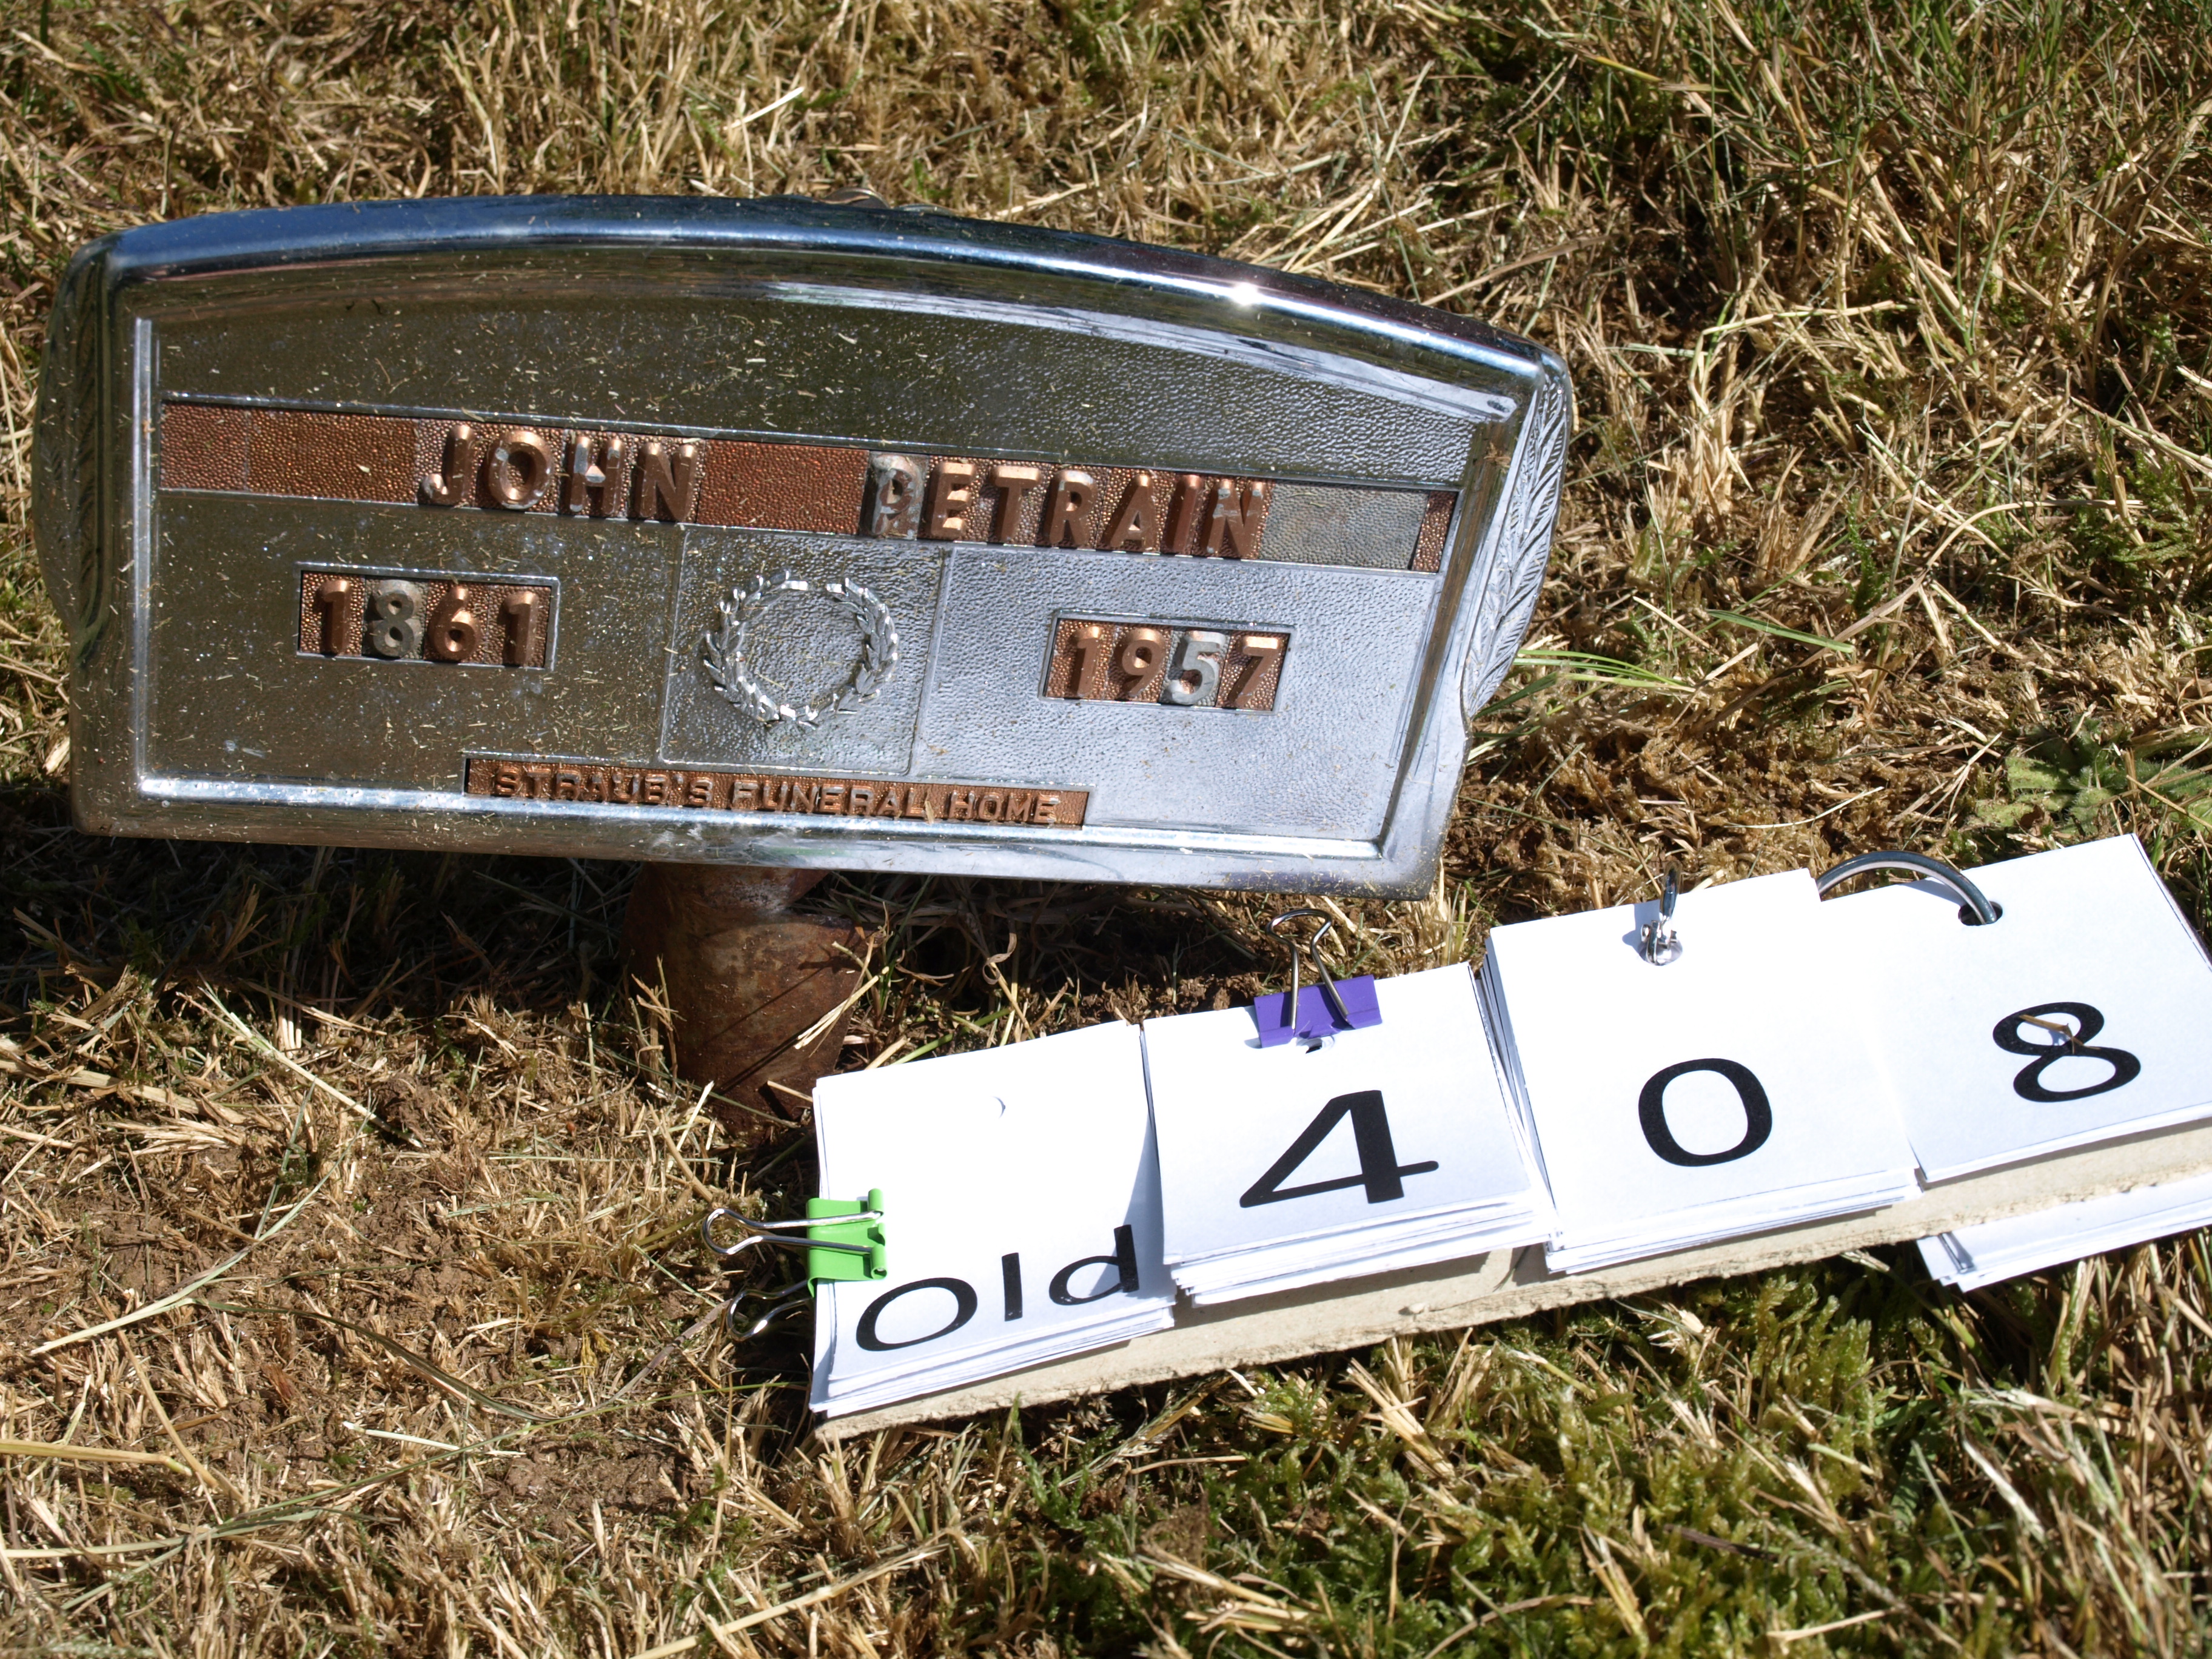 JOHN PETRAIN
1861 1957
STRAUB'S FUNERAL HOME
Old 4 0 8